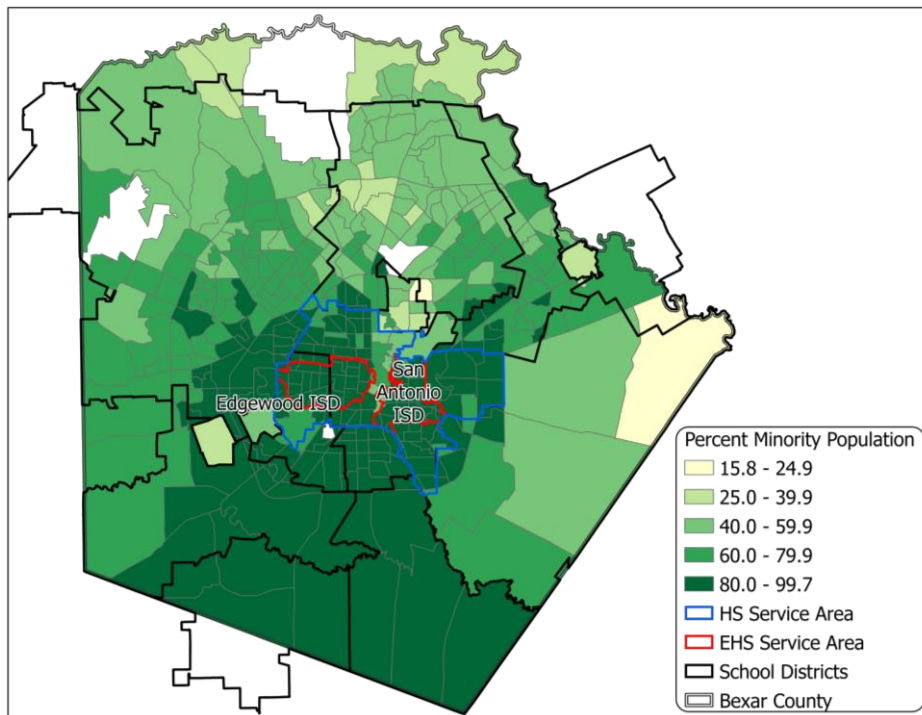 San
Antonio
ISD
Edgewood ISD
Percent Minority Population
15.8 - 24.9
25.0 - 39.9
40.0 - 59.9
60.0 - 79.9
80.0 - 99.7
HS Service Area
EHS Service Area
School Districts
Bexar County